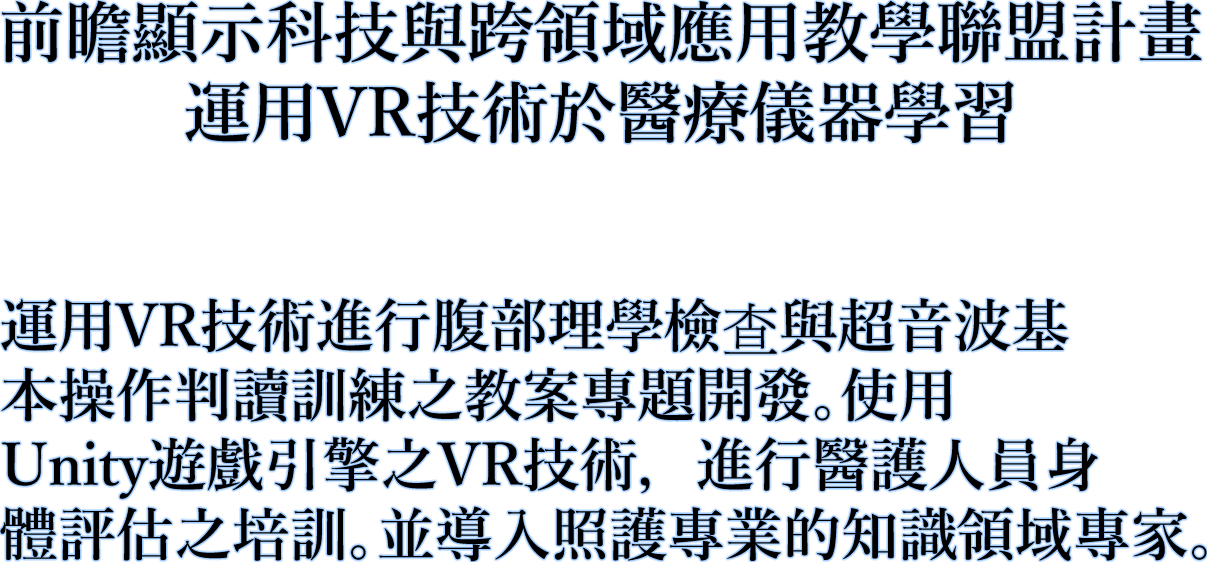 前瞻顯示科技與跨領域應用教學聯盟計畫
運用VR技術於醫療儀器學習
運用VR技術進行腹部理學檢查與超音波基
本操作判讀訓練之教案專題開發。使用
Unity遊戲引擎之VR技術，進行醫護人員身
體評估之培訓。並導入照護專業的知識領域專家。